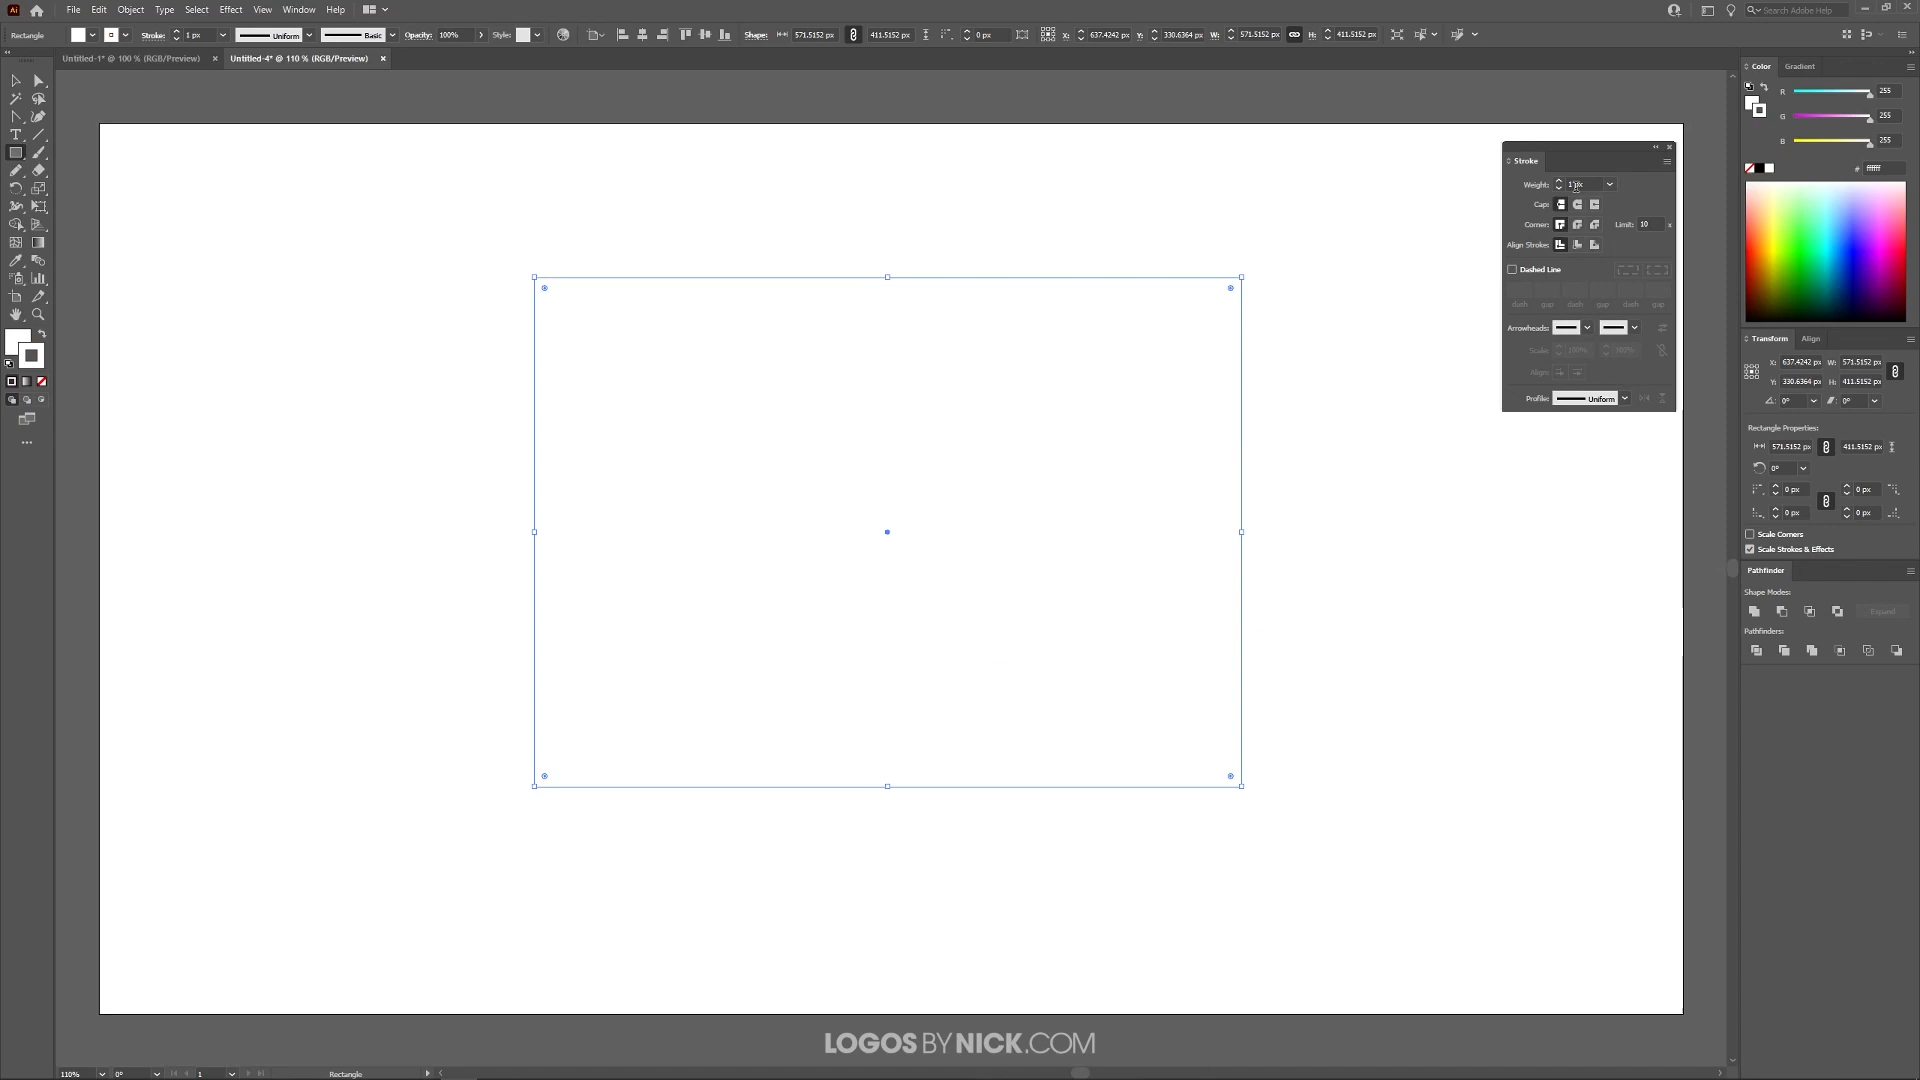 Ai File Edit Object Type Select Effect View Window Help Search Adobe Help
Rectangle Stroke: 1 px Uniform Basic Opacity: 100% Style: Shape: 571.5152 px 411.5152 px 0 px X: 637.4242 px Y: 330.6364 px W: 571.5152 px H: 411.5152 px
Untitled-1* @ 100 % (RGB/Preview) × Untitled-4* @ 110 % (RGB/Preview) ×
Color Gradient
R 255
G 255
B 255
# ffffff
Stroke
Weight: 1 px
Cap:
Corner: Limit: 10 x
Align Stroke:
Dashed Line
dash gap dash gap dash gap
Arrowheads:
Scale: 100% 100%
Align:
Profile: Uniform
Transform Align
X: 637.4242 px W: 571.5152 px
Y: 330.6364 px H: 411.5152 px
0° 0°
Rectangle Properties:
571.5152 px 411.5152 px
0°
0 px 0 px
0 px 0 px
Scale Corners
Scale Strokes & Effects
Pathfinder
Shape Modes:
Expand
Pathfinders:
LOGOS BY NICK.COM
110% 0° 1 Rectangle